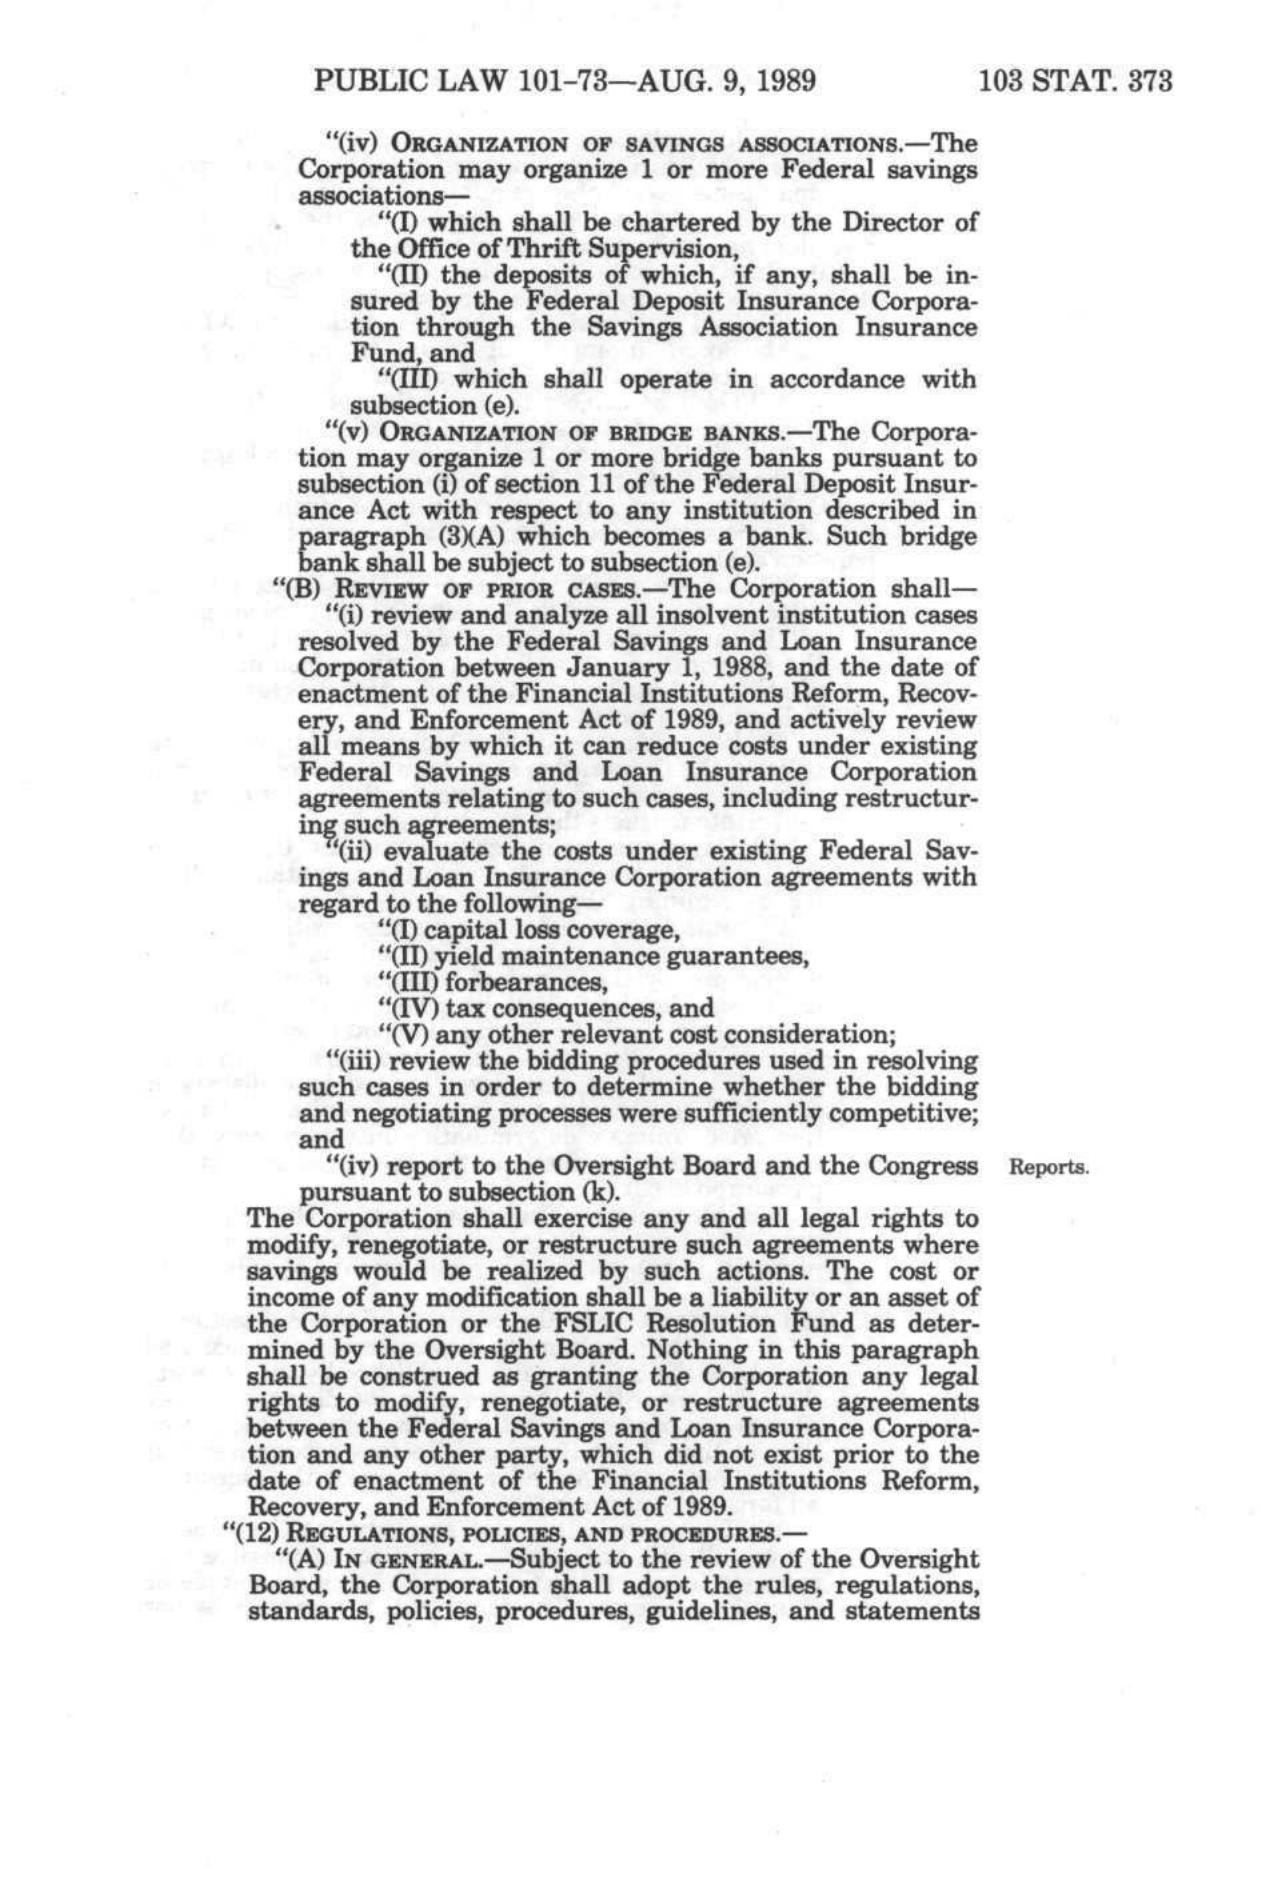 PUBLIC LAW 101–73—AUG. 9, 1989 103 STAT. 373
“(iv) ORGANIZATION OF SAVINGS ASSOCIATIONS.—The
Corporation may organize 1 or more Federal savings
associations—
“(I) which shall be chartered by the Director of
the Office of Thrift Supervision,
“(II) the deposits of which, if any, shall be in-
sured by the Federal Deposit Insurance Corpora-
tion through the Savings Association Insurance
Fund, and
“(III) which shall operate in accordance with
subsection (e).
“(v) ORGANIZATION OF BRIDGE BANKS.—The Corpora-
tion may organize 1 or more bridge banks pursuant to
subsection (i) of section 11 of the Federal Deposit Insur-
ance Act with respect to any institution described in
paragraph (3)(A) which becomes a bank. Such bridge
bank shall be subject to subsection (e).
“(B) REVIEW OF PRIOR CASES.—The Corporation shall—
“(i) review and analyze all insolvent institution cases
resolved by the Federal Savings and Loan Insurance
Corporation between January 1, 1988, and the date of
enactment of the Financial Institutions Reform, Recov-
ery, and Enforcement Act of 1989, and actively review
all means by which it can reduce costs under existing
Federal Savings and Loan Insurance Corporation
agreements relating to such cases, including restructur-
ing such agreements;
“(ii) evaluate the costs under existing Federal Sav-
ings and Loan Insurance Corporation agreements with
regard to the following—
“(I) capital loss coverage,
“(II) yield maintenance guarantees,
“(III) forbearances,
“(IV) tax consequences, and
“(V) any other relevant cost consideration;
“(iii) review the bidding procedures used in resolving
such cases in order to determine whether the bidding
and negotiating processes were sufficiently competitive;
and
“(iv) report to the Oversight Board and the Congress Reports.
pursuant to subsection (k).
The Corporation shall exercise any and all legal rights to
modify, renegotiate, or restructure such agreements where
savings would be realized by such actions. The cost or
income of any modification shall be a liability or an asset of
the Corporation or the FSLIC Resolution Fund as deter-
mined by the Oversight Board. Nothing in this paragraph
shall be construed as granting the Corporation any legal
rights to modify, renegotiate, or restructure agreements
between the Federal Savings and Loan Insurance Corpora-
tion and any other party, which did not exist prior to the
date of enactment of the Financial Institutions Reform,
Recovery, and Enforcement Act of 1989.
“(12) REGULATIONS, POLICIES, AND PROCEDURES.—
“(A) IN GENERAL.—Subject to the review of the Oversight
Board, the Corporation shall adopt the rules, regulations,
standards, policies, procedures, guidelines, and statements